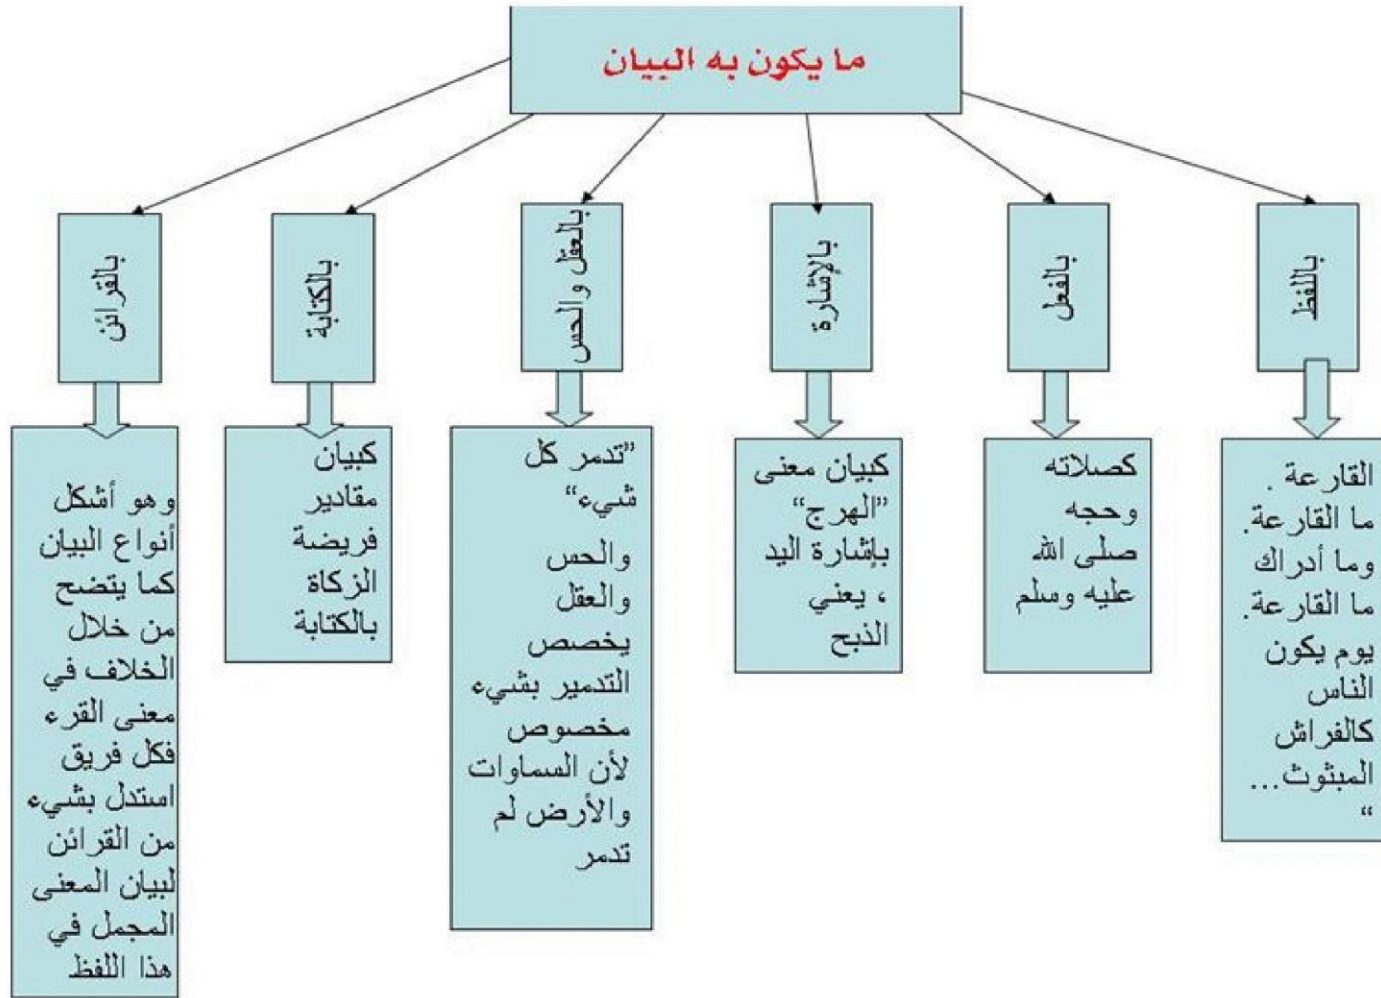 ما يكون به البيان
باللفظ
القارعة .
ما القارعة.
وما أدراك
ما القارعة.
يوم يكون
الناس
كالفراش
المبثوث...
“
بالفعل
كصلاته
وحجه
صلى الله
عليه وسلم
بالإشارة
كبيان معنى
”الهرج“
بإشارة اليد
، يعني
الذبح
بالعقل والحس
”تدمر كل
شيء“
والحس
والعقل
يخصص
التدمير بشيء
مخصوص
لأن السماوات
والأرض لم
تدمر
بالكتابة
كبيان
مقادير
فريضة
الزكاة
بالكتابة
بالقرائن
وهو أشكل
أنواع البيان
كما يتضح
من خلال
الخلاف في
معنى القرء
فكل فريق
استدل بشيء
من القرائن
لبيان المعنى
المجمل في
هذا اللفظ